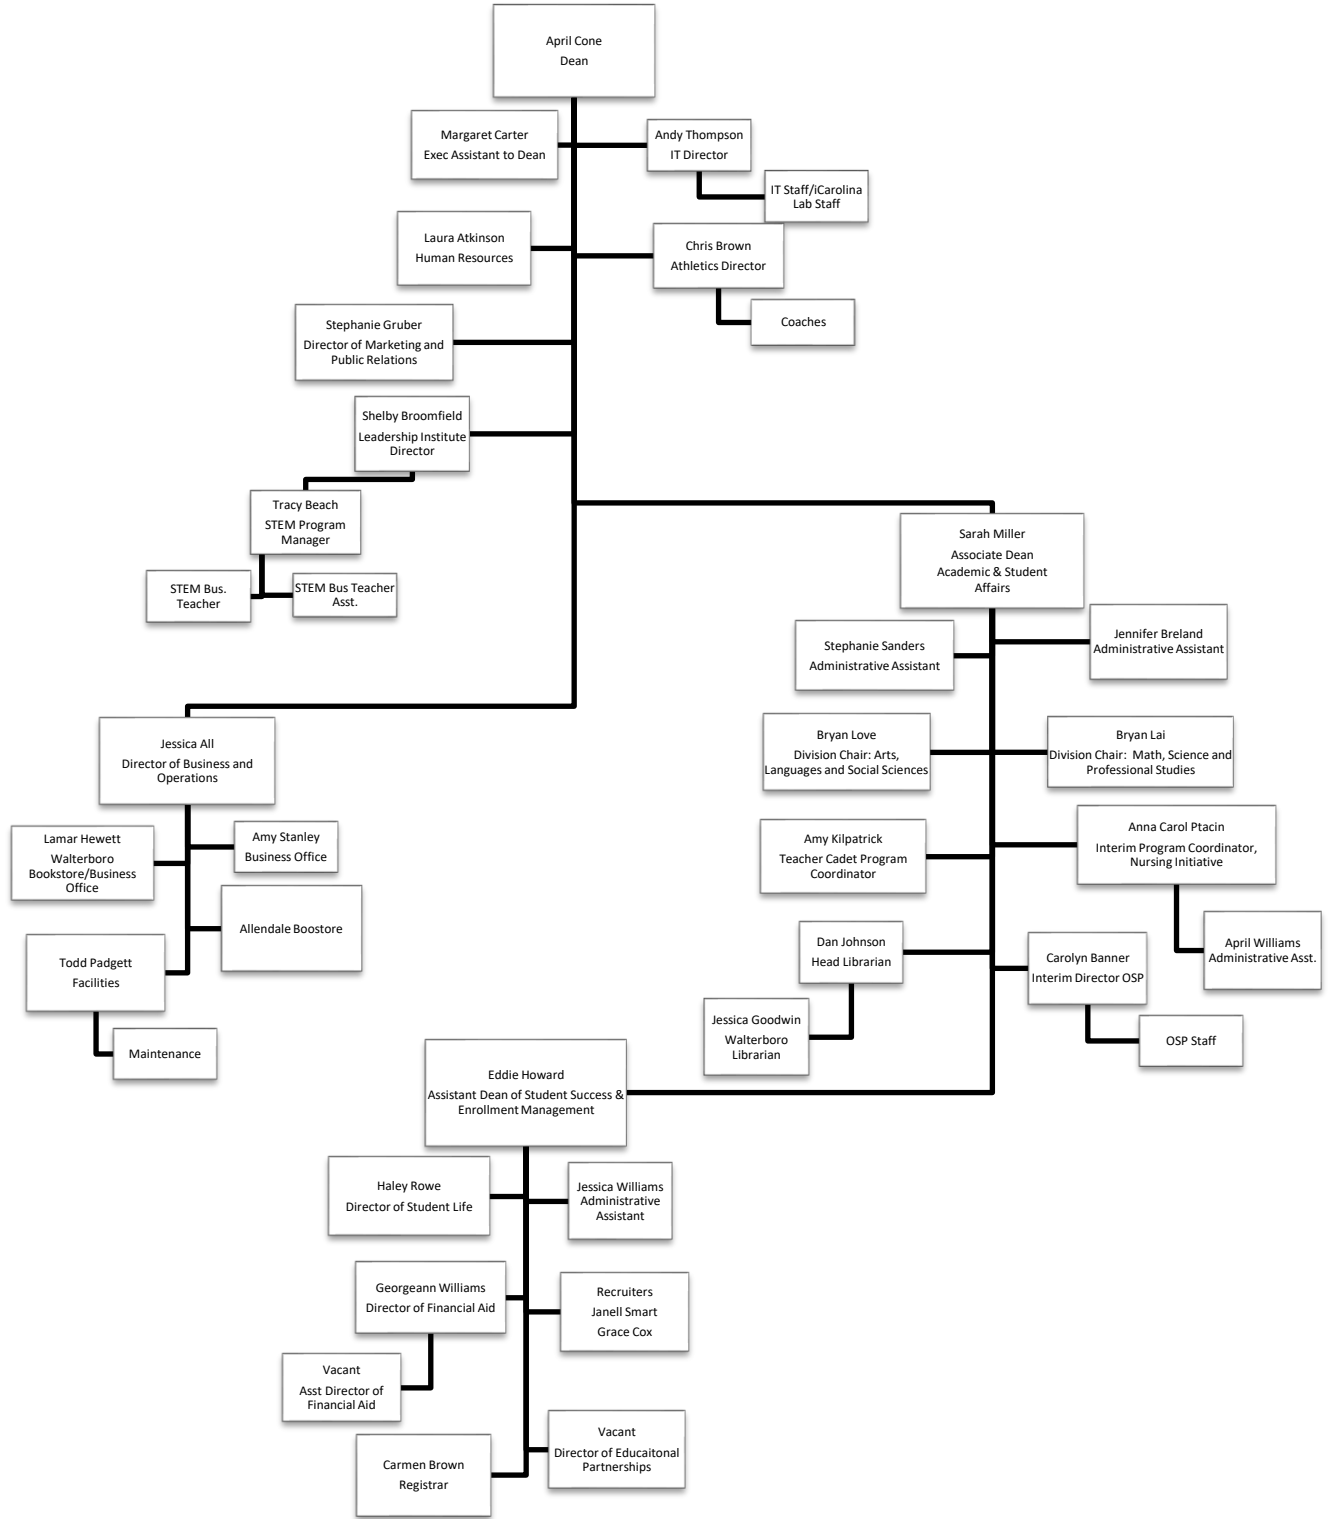 April Cone
Dean
Margaret Carter
Exec Assistant to Dean
Andy Thompson
IT Director
IT Staff/iCarolina
Lab Staff
Laura Atkinson
Human Resources
Chris Brown
Athletics Director
Coaches
Stephanie Gruber
Director of Marketing and
Public Relations
Shelby Broomfield
Leadership Institute
Director
Tracy Beach
STEM Program
Manager
STEM Bus.
Teacher
STEM Bus Teacher
Asst.
Sarah Miller
Associate Dean
Academic & Student
Affairs
Stephanie Sanders
Administrative Assistant
Jennifer Breland
Administrative Assistant
Bryan Love
Division Chair: Arts,
Languages and Social Sciences
Bryan Lai
Division Chair:  Math, Science and
Professional Studies
Amy Kilpatrick
Teacher Cadet Program
Coordinator
Anna Carol Ptacin
Interim Program Coordinator,
Nursing Initiative
April Williams
Administrative Asst.
Dan Johnson
Head Librarian
Jessica Goodwin
Walterboro
Librarian
Carolyn Banner
Interim Director OSP
OSP Staff
Jessica All
Director of Business and
Operations
Lamar Hewett
Walterboro
Bookstore/Business
Office
Amy Stanley
Business Office
Allendale Boostore
Todd Padgett
Facilities
Maintenance
Eddie Howard
Assistant Dean of Student Success &
Enrollment Management
Haley Rowe
Director of Student Life
Jessica Williams
Administrative
Assistant
Georgeann Williams
Director of Financial Aid
Recruiters
Janell Smart
Grace Cox
Vacant
Asst Director of
Financial Aid
Vacant
Director of Educaitonal
Partnerships
Carmen Brown
Registrar